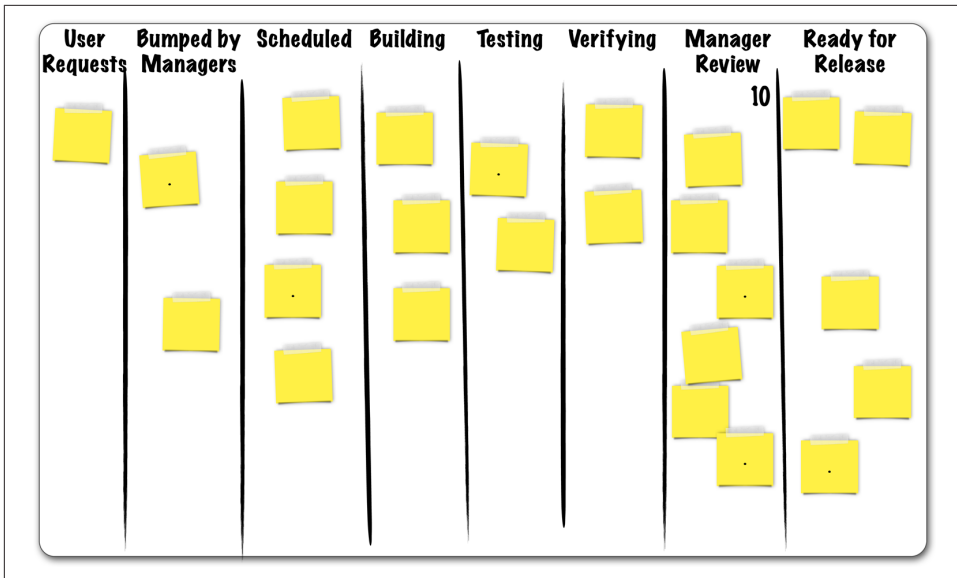 User
Requests
Bumped by
Managers
Scheduled
Building
Testing
Verifying
Manager
Review
10
Ready for
Release